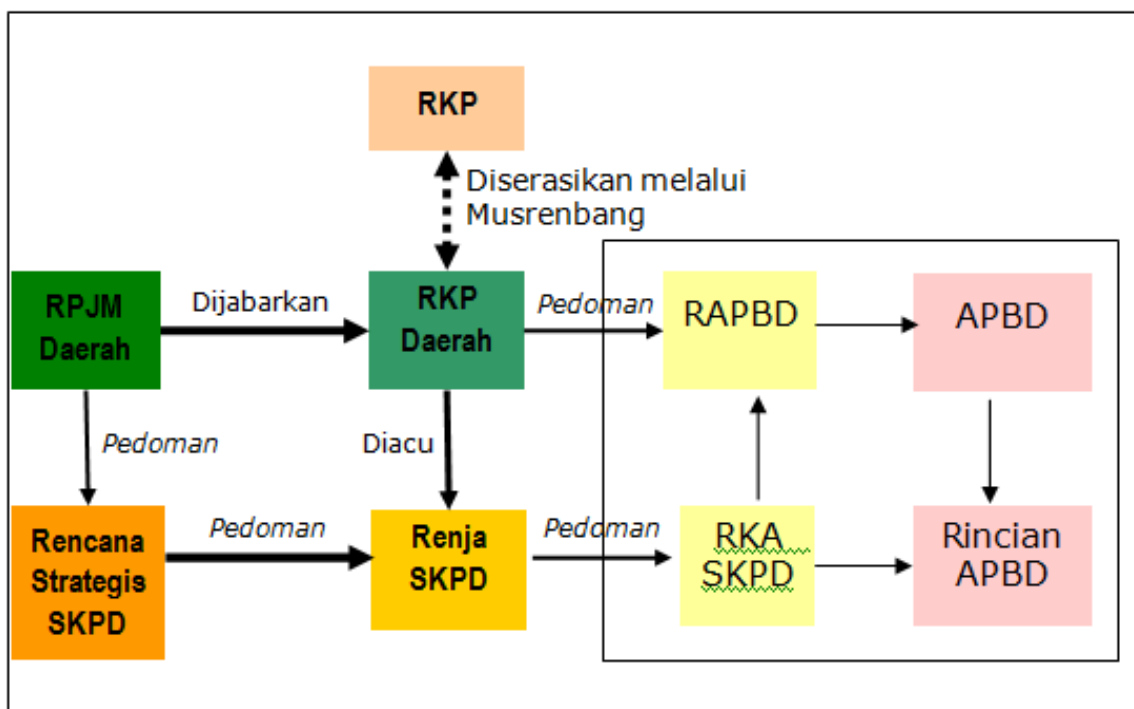 RKP
Diserasikan melalui
Musrenbang
RPJM
Daerah
Dijabarkan
RKP
Daerah
Pedoman
RAPBD
APBD
Pedoman
Diacu
Rencana
Strategis
SKPD
Pedoman
Renja
SKPD
Pedoman
RKA
SKPD
Rincian
APBD